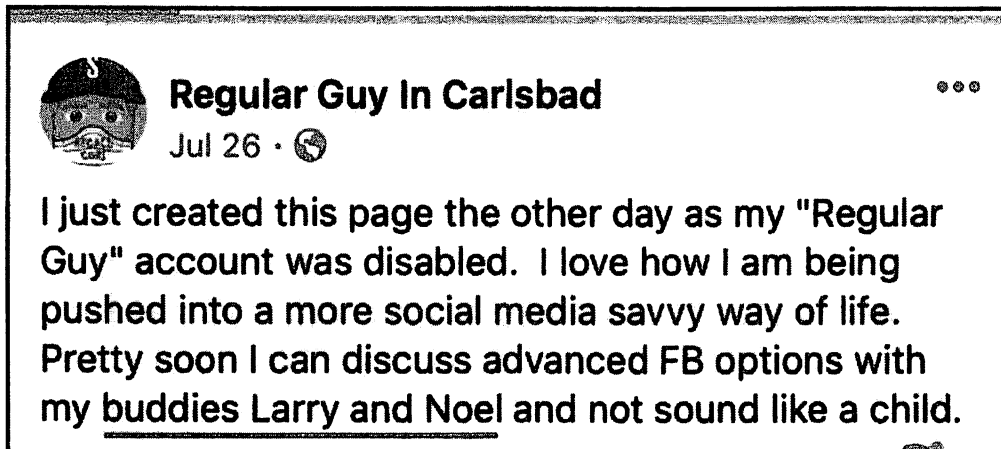 Regular Guy In Carlsbad
Jul 26 ·
I just created this page the other day as my "Regular
Guy" account was disabled.  I love how I am being
pushed into a more social media savvy way of life.
Pretty soon I can discuss advanced FB options with
my buddies Larry and Noel and not sound like a child.